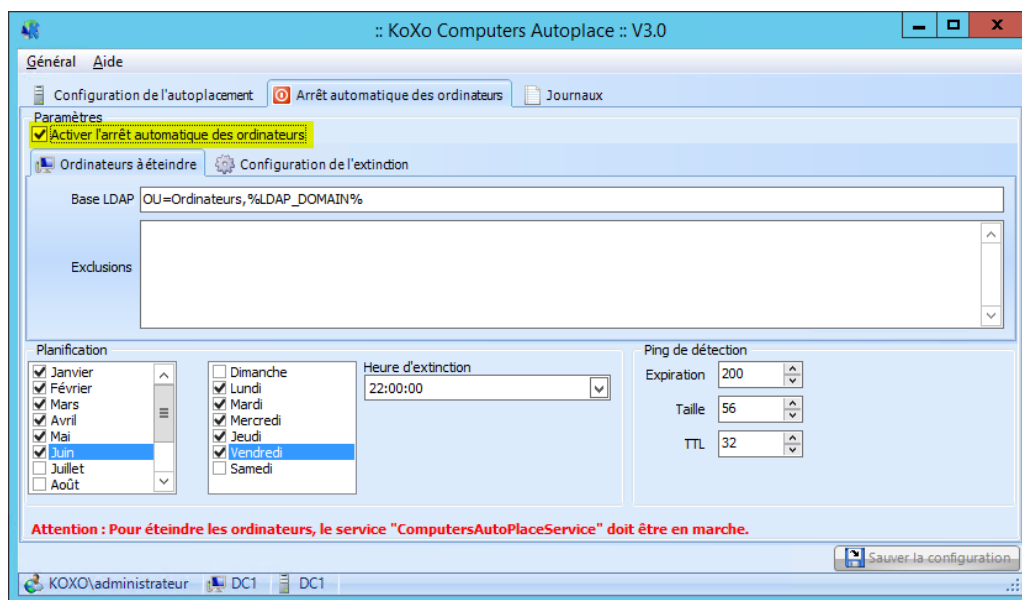 :: KoXo Computers Autoplace :: V3.0
Général Aide
Configuration de l'autoplacement Arrêt automatique des ordinateurs Journaux
Paramètres
Activer l'arrêt automatique des ordinateurs
Ordinateurs à éteindre Configuration de l'extinction
Base LDAP OU=Ordinateurs,%LDAP_DOMAIN%
Exclusions
Planification
Janvier
Février
Mars
Avril
Mai
Juin
Juillet
Août
Dimanche
Lundi
Mardi
Mercredi
Jeudi
Vendredi
Samedi
Heure d'extinction
22:00:00
Ping de détection
Expiration 200
Taille 56
TTL 32
Attention : Pour éteindre les ordinateurs, le service "ComputersAutoPlaceService" doit être en marche.
Sauver la configuration
KOXO\administrateur DC1 DC1